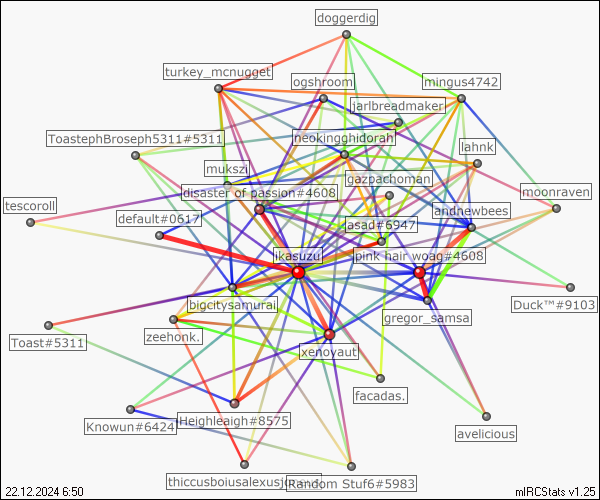 doggerdig
turkey_mcnugget
ogshroom
mingus4742
jarlbreadmaker
ToastephBroseph5311#5311
neokingghidorah
lahnk
mukszi
gazpachoman
disaster of passion#4608
moonraven
tescoroll
default#0617
asad#6947
andnewbees
ikasuzu
pink hair woag#4608
bigcitysamurai
gregor_samsa
Duck™#9103
Toast#5311
zeehonk.
xenoyaut
facadas.
Knowun#6424
Heighleaigh#8575
avelicious
thiccusboiusalexusj
Random Stuf6#5983
22.12.2024 6:50
mIRCStats v1.25